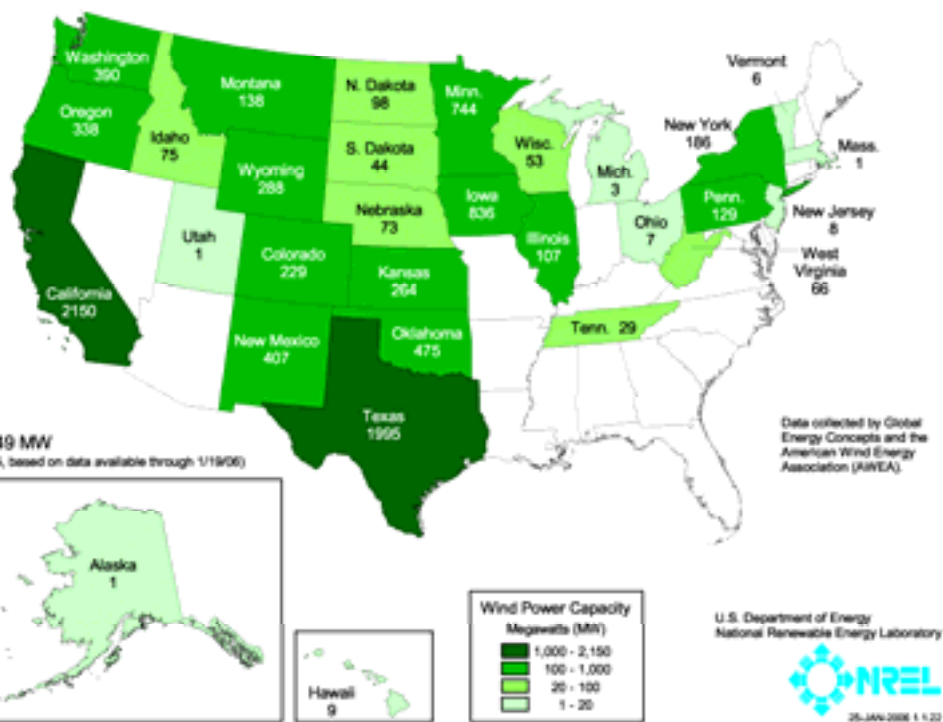 Washington
390
Oregon
338
California
2150
Idaho
75
Utah
1
Montana
138
Wyoming
288
Colorado
229
New Mexico
407
N. Dakota
98
S. Dakota
44
Nebraska
73
Kansas
264
Oklahoma
475
Texas
1995
Minn.
744
Iowa
836
Wisc.
53
Illinois
107
Mich.
3
Ohio
7
Tenn. 29
Vermont
6
New York
186
Mass.
1
Penn.
129
New Jersey
8
West
Virginia
66
49 MW
based on data available through 1/19/06)
Data collected by Global
Energy Concepts and the
American Wind Energy
Association (AWEA).
Alaska
1
Hawaii
9
Wind Power Capacity
Megawatts (MW)
1,000 - 2,150
100 - 1,000
20 - 100
1 - 20
U.S. Department of Energy
National Renewable Energy Laboratory
NREL